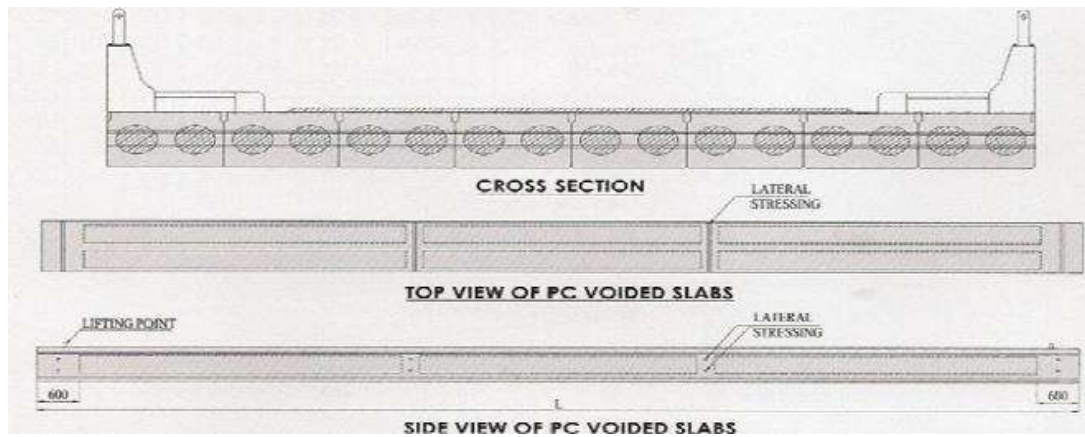 CROSS SECTION
LATERAL
STRESSING
TOP VIEW OF PC VOIDED SLABS
LIFTING POINT
LATERAL
STRESSING
600
L
600
SIDE VIEW OF PC VOIDED SLABS